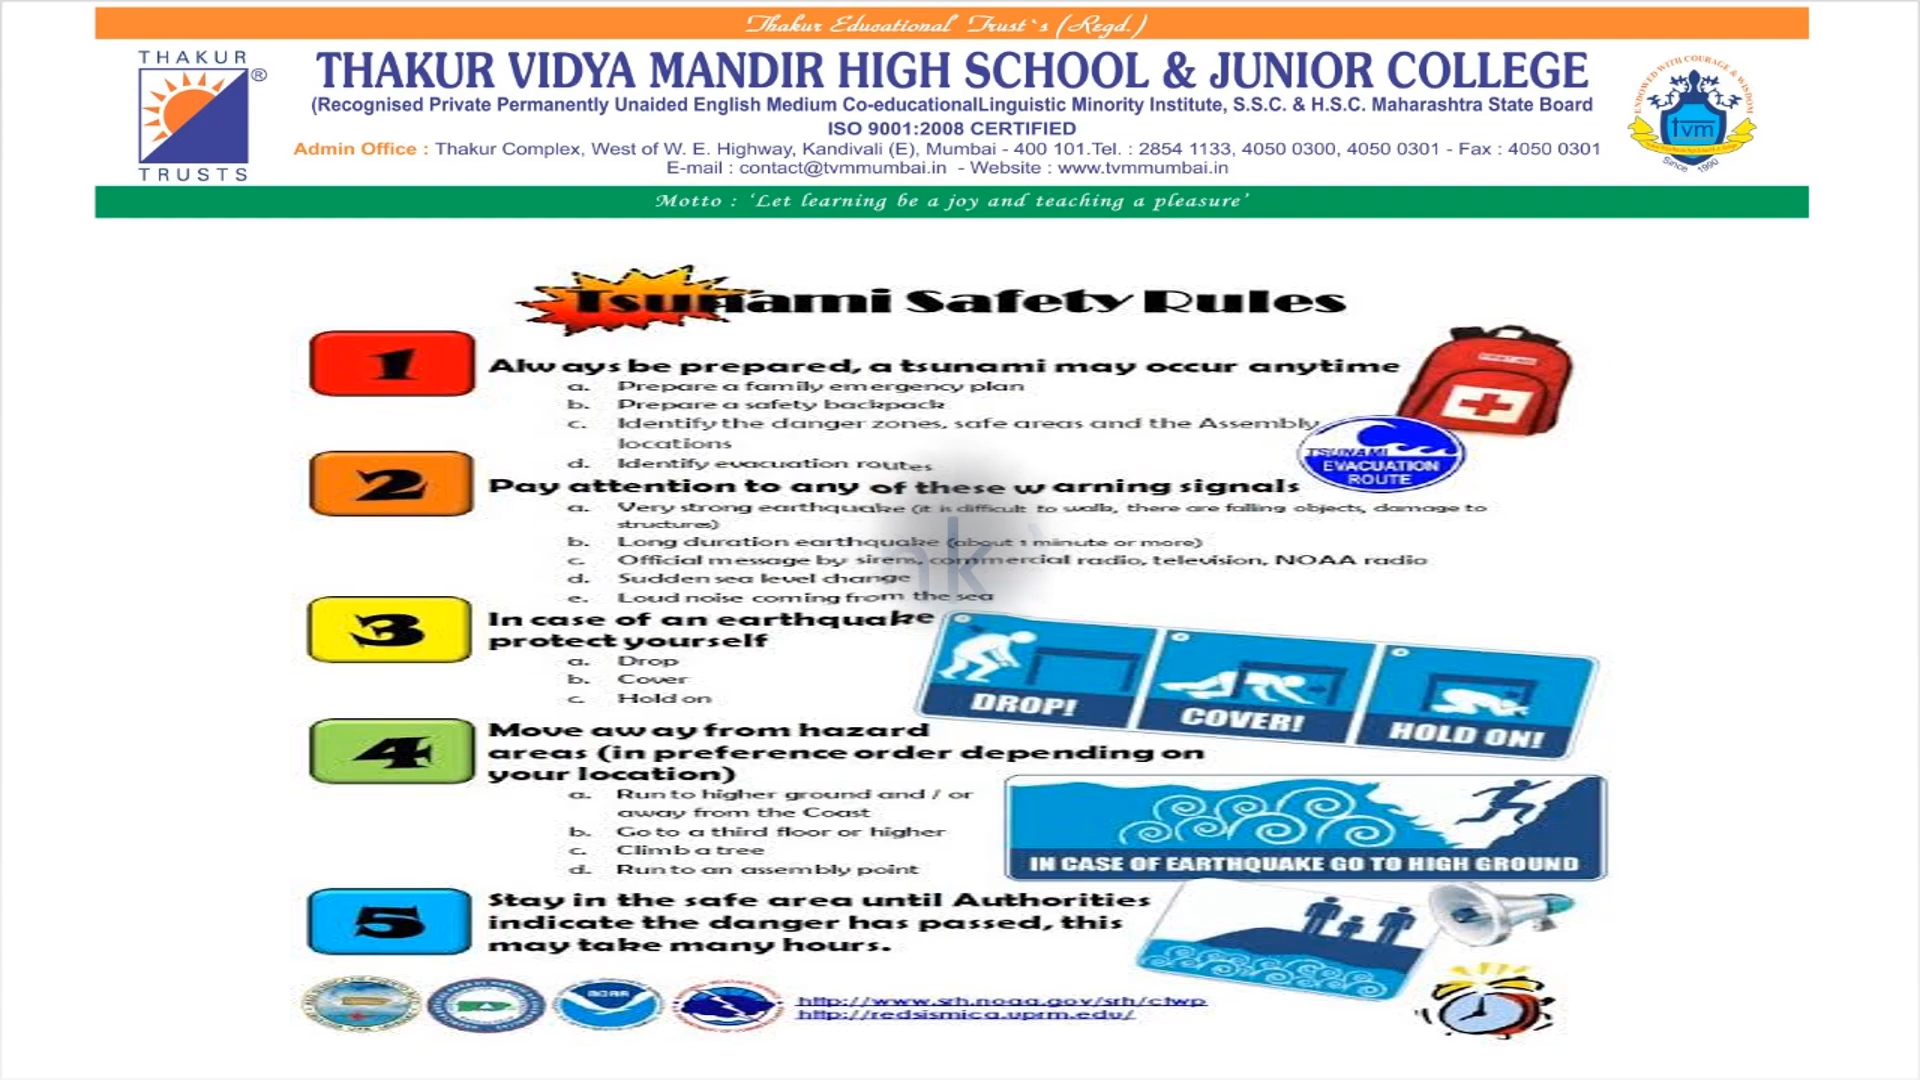 Thakur Educational Trust`s (Regd.)
THAKUR
®
TRUSTS
THAKUR VIDYA MANDIR HIGH SCHOOL & JUNIOR COLLEGE
(Recognised Private Permanently Unaided English Medium Co-educationalLinguistic Minority Institute, S.S.C. & H.S.C. Maharashtra State Board
ISO 9001:2008 CERTIFIED
Admin Office : Thakur Complex, West of W. E. Highway, Kandivali (E), Mumbai - 400 101.Tel. : 2854 1133, 4050 0300, 4050 0301 - Fax : 4050 0301
E-mail : contact@tvmmumbai.in - Website : www.tvmmumbai.in
ENDOWED WITH COURAGE & WISDOM
tvm
Since 1990
Motto : ‘Let learning be a joy and teaching a pleasure’
Tsunami Safety Rules
1
Always be prepared, a tsunami may occur anytime
a. Prepare a family emergency plan
b. Prepare a safety backpack
c. Identify the danger zones, safe areas and the Assembly
locations
d. Identify evacuation routes
TSUNAMI
EVACUATION
ROUTE
2
Pay attention to any of these warning signals
a. Very strong earthquake (it is difficult to walk, there are falling objects, damage to
structures)
b. Long duration earthquake (about 1 minute or more)
c. Official message by sirens, commercial radio, television, NOAA radio
d. Sudden sea level change
e. Loud noise coming from the sea
nk
3
In case of an earthquake
protect yourself
a. Drop
b. Cover
c. Hold on
DROP!
COVER!
HOLD ON!
4
Move away from hazard
areas (in preference order depending on
your location)
a. Run to higher ground and / or
away from the Coast
b. Go to a third floor or higher
c. Climb a tree
d. Run to an assembly point
IN CASE OF EARTHQUAKE GO TO HIGH GROUND
5
Stay in the safe area until Authorities
indicate the danger has passed, this
may take many hours.
NOAA
http://www.srh.noaa.gov/srh/ctwp
http://redsismica.uprm.edu/